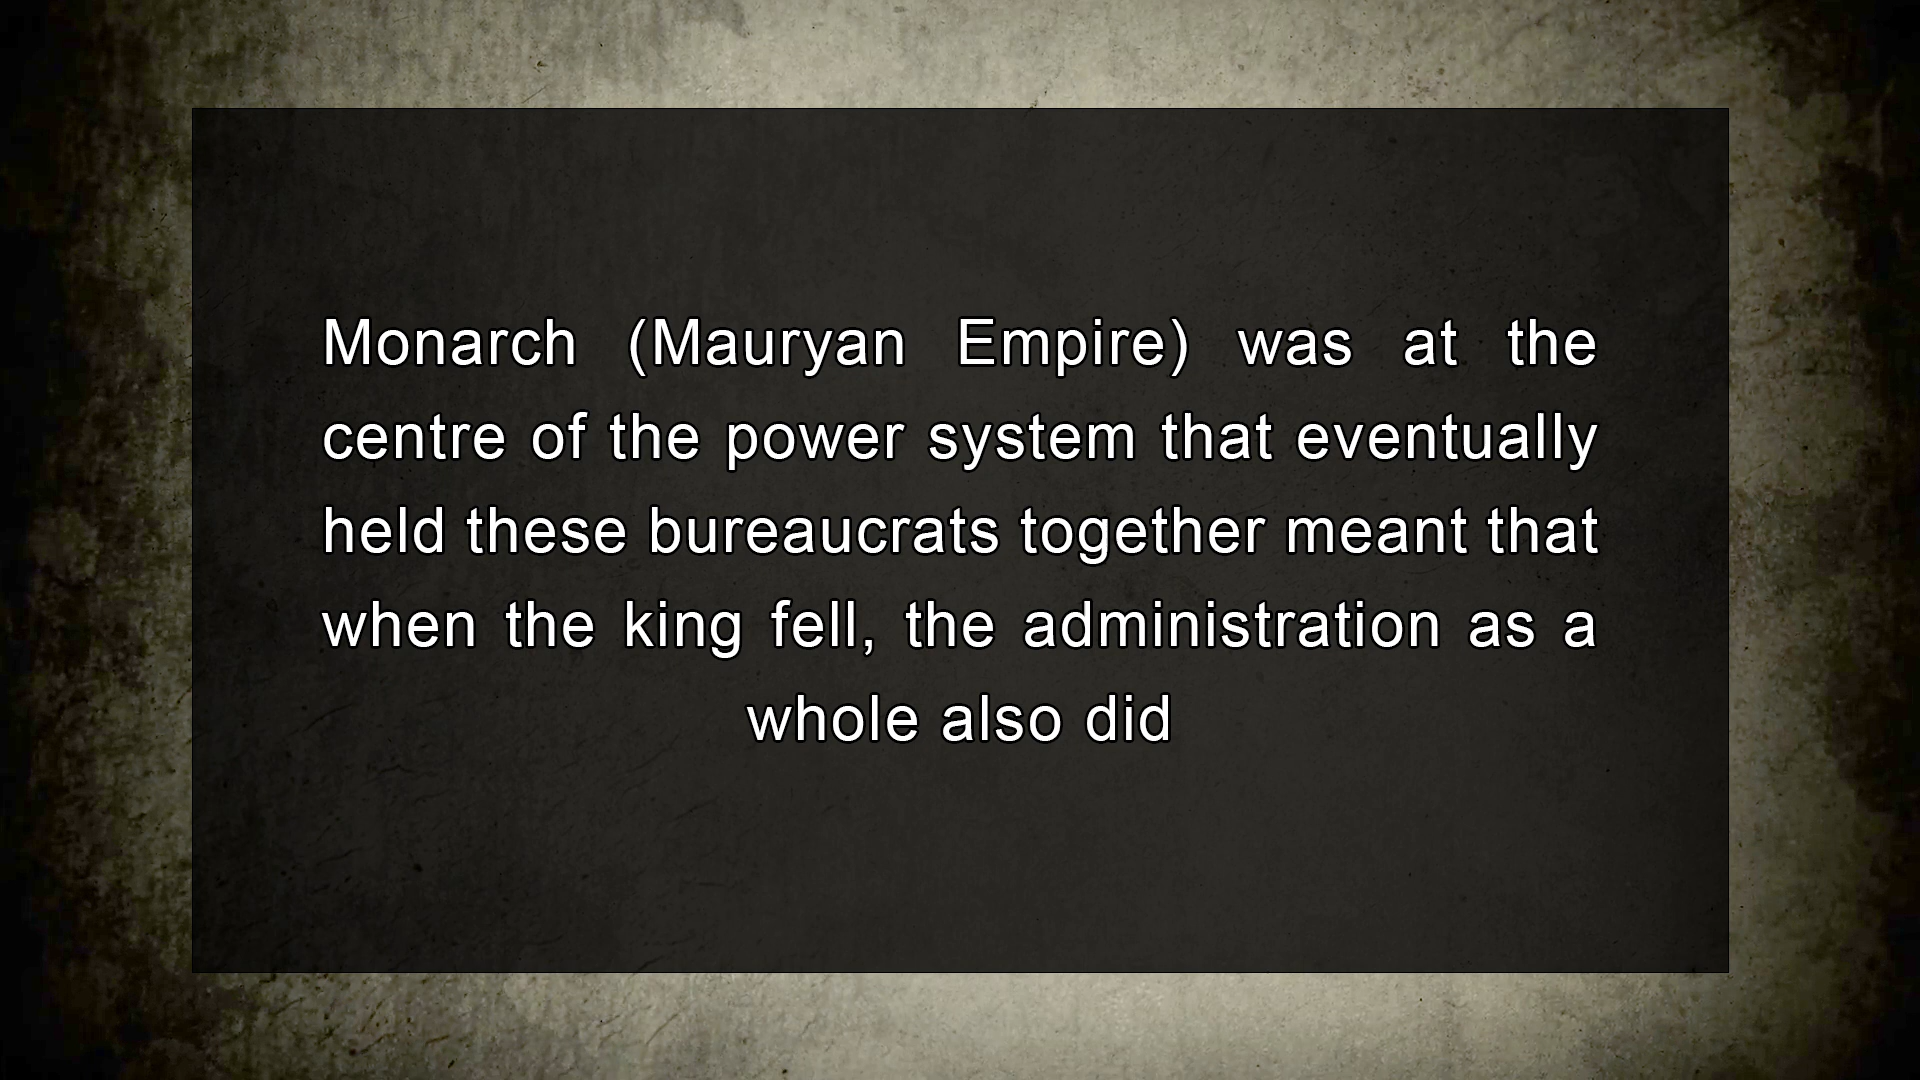 Monarch (Mauryan Empire) was at the
centre of the power system that eventually
held these bureaucrats together meant that
when the king fell, the administration as a
whole also did